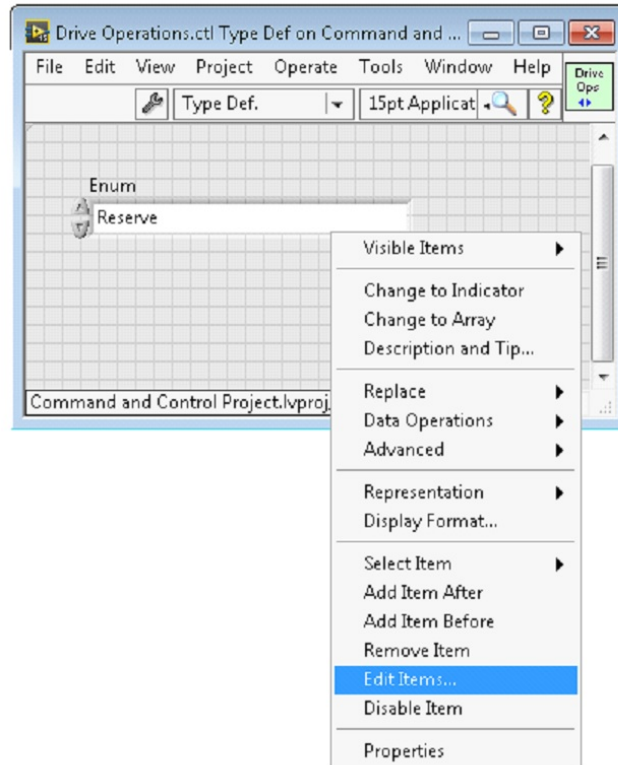 Drive Operations.ctl Type Def on Command and ...
File Edit View Project Operate Tools Window Help
Drive
Ops
Type Def.
15pt Applicat
Enum
Reserve
Visible Items
Change to Indicator
Change to Array
Description and Tip...
Replace
Data Operations
Advanced
Representation
Display Format...
Select Item
Add Item After
Add Item Before
Remove Item
Edit Items...
Disable Item
Properties
Command and Control Project.lvproj